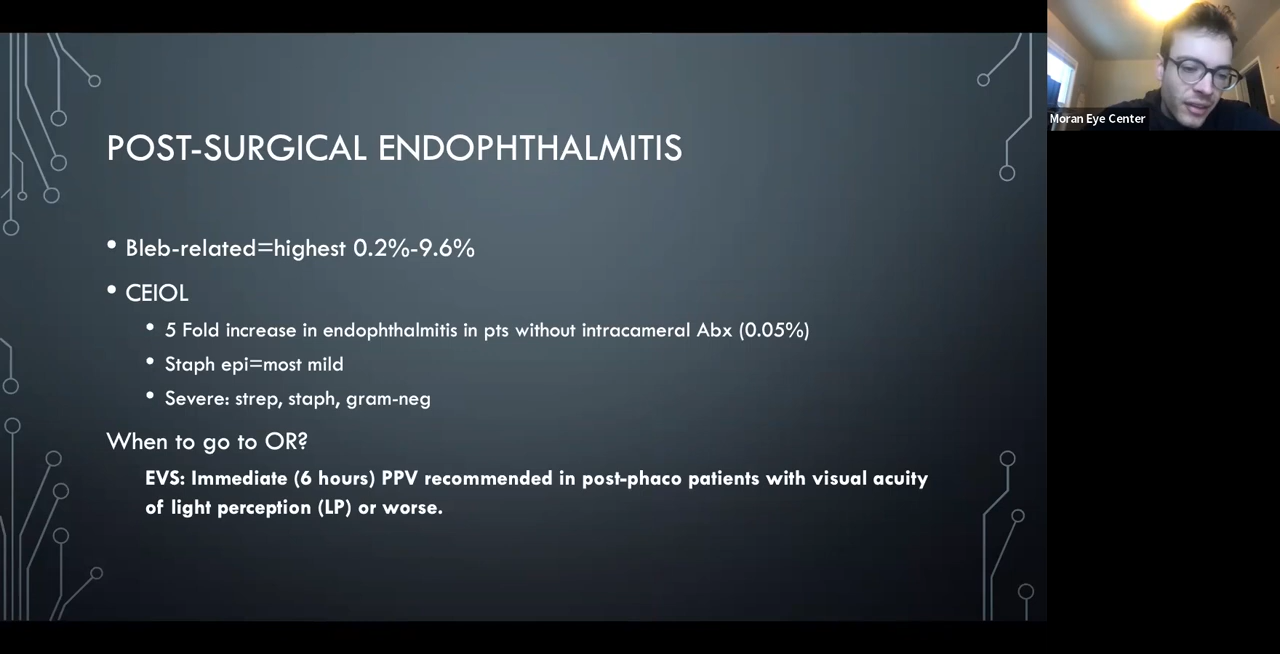 POST-SURGICAL ENDOPHTHALMITIS
• Bleb-related=highest 0.2%-9.6%
• CEIOL
• 5 Fold increase in endophthalmitis in pts without intracameral Abx (0.05%)
• Staph epi=most mild
• Severe: strep, staph, gram-neg
When to go to OR?
EVS: Immediate (6 hours) PPV recommended in post-phaco patients with visual acuity
of light perception (LP) or worse.
Moran Eye Center